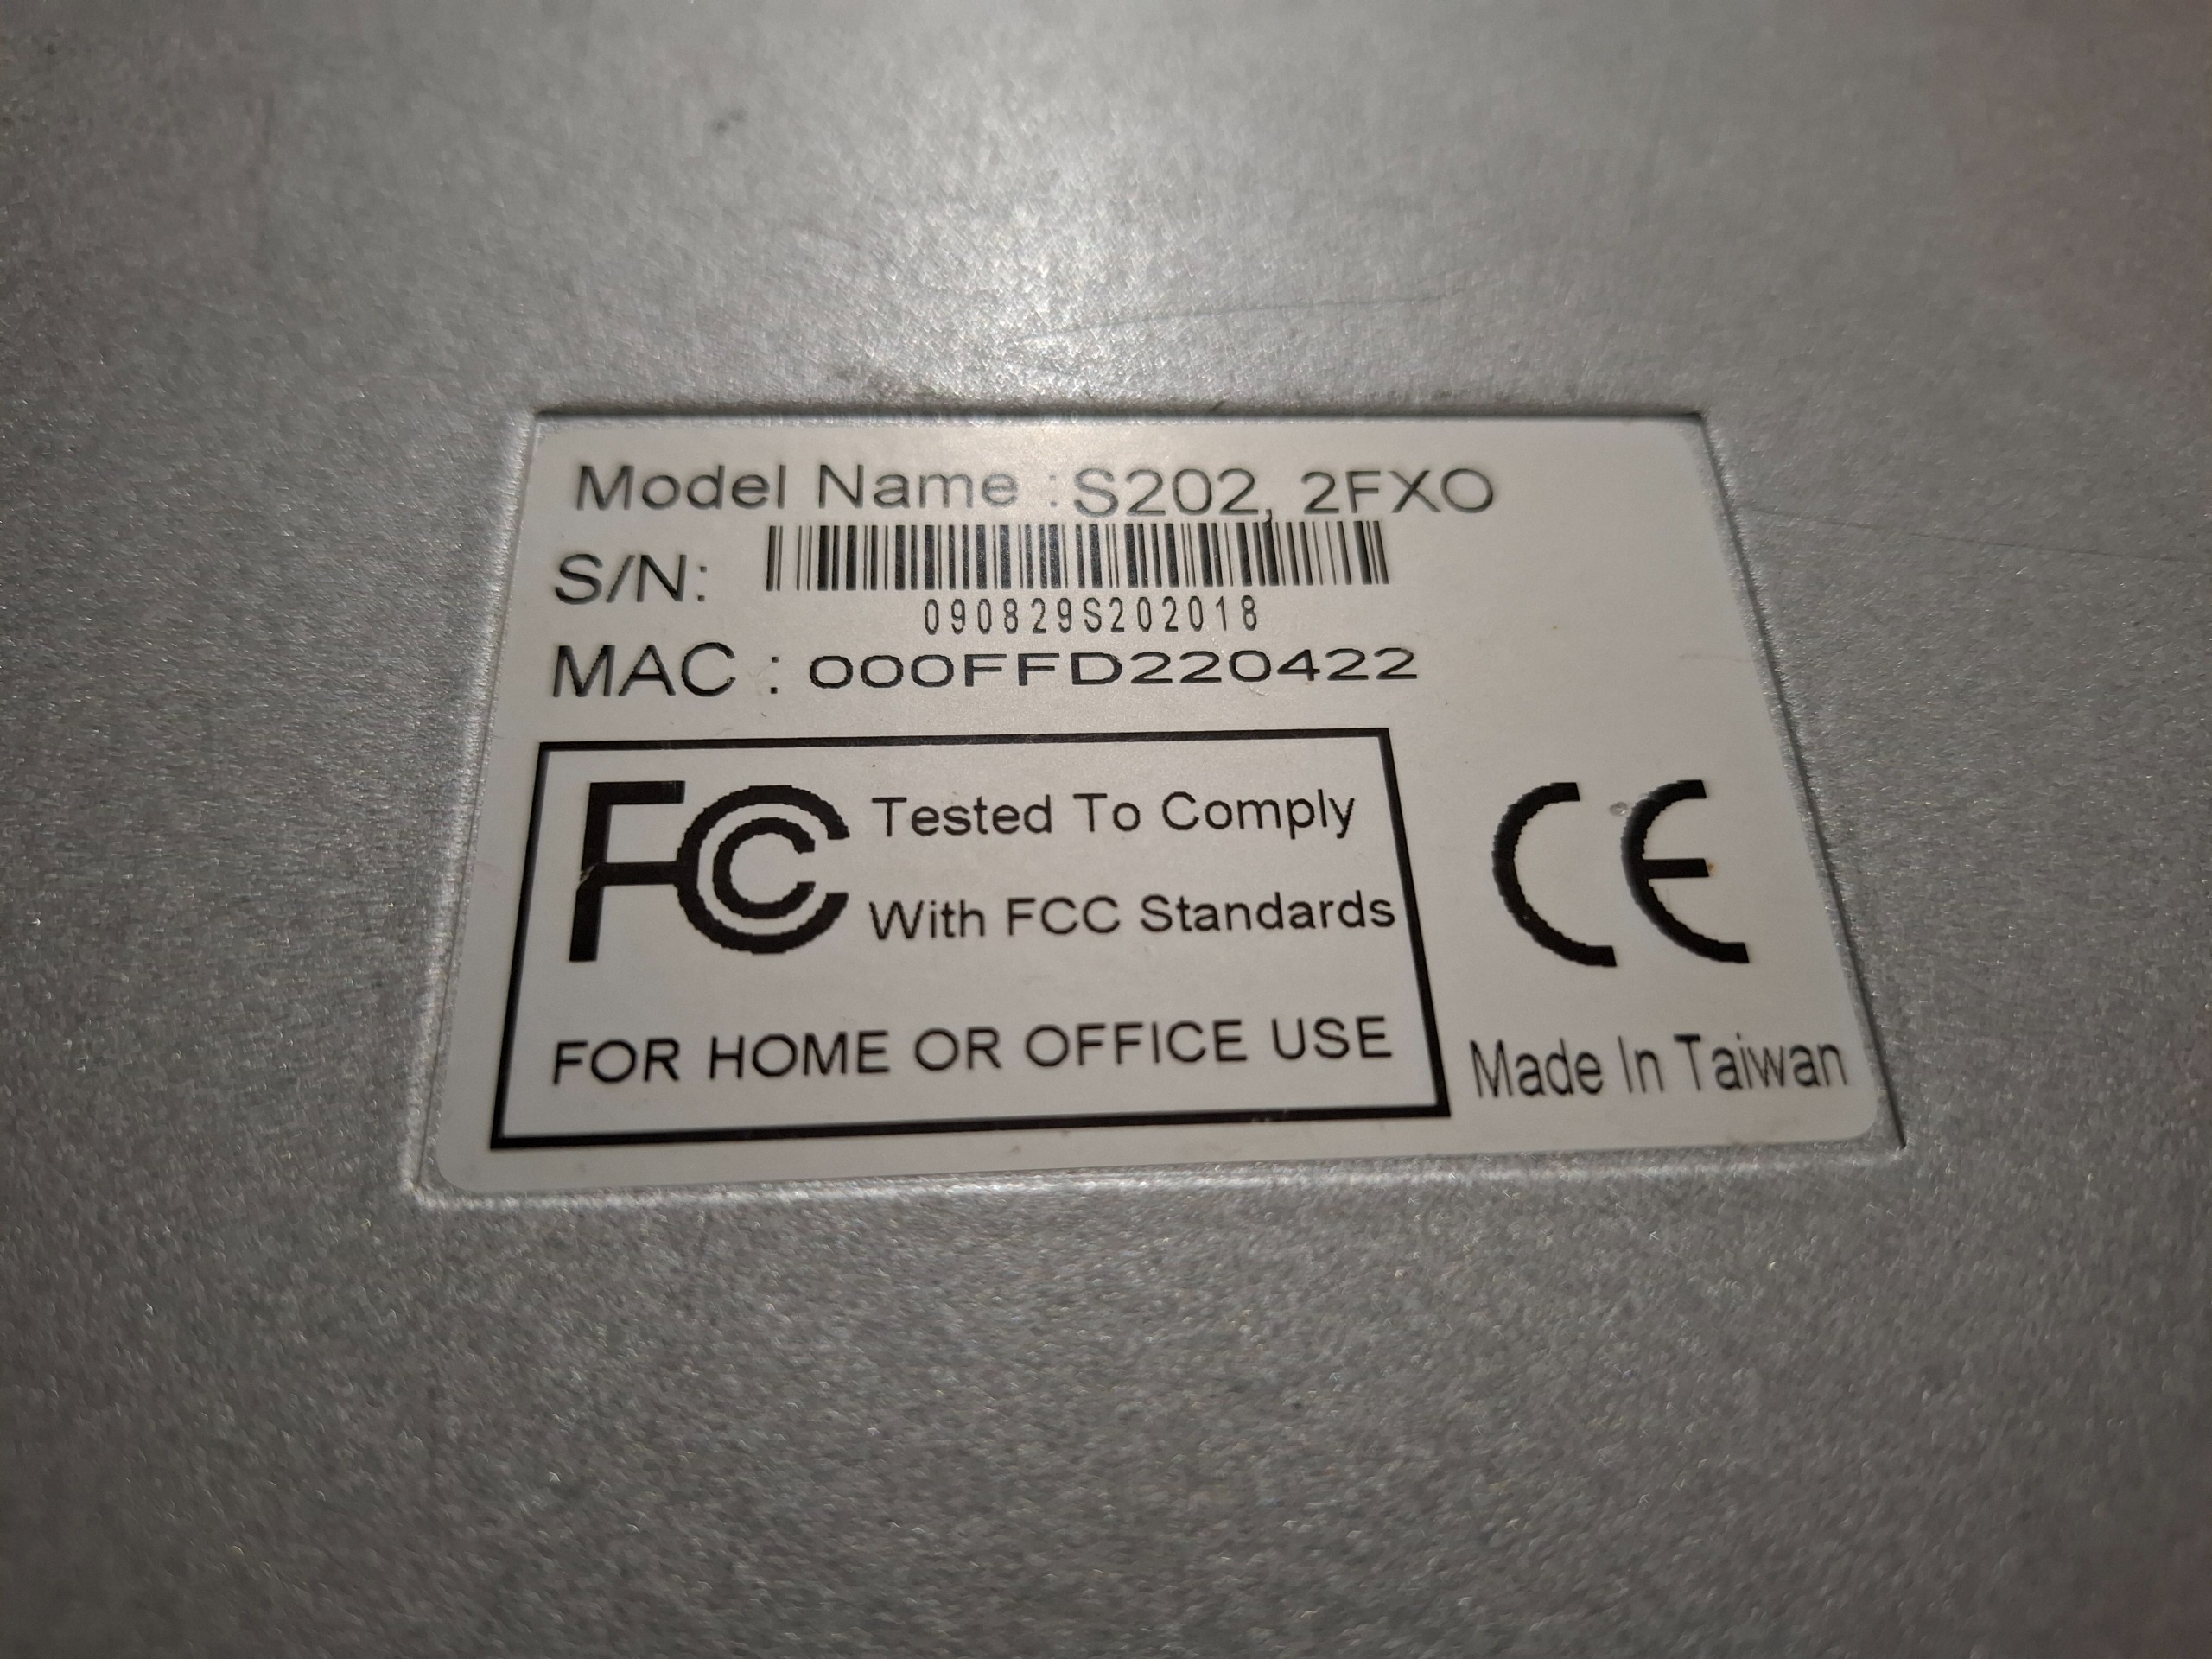 Model Name : S202, 2FXO
S/N:
090829S202018
MAC : 000FFD220422
FC Tested To Comply
With FCC Standards
FOR HOME OR OFFICE USE
CE
Made In Taiwan